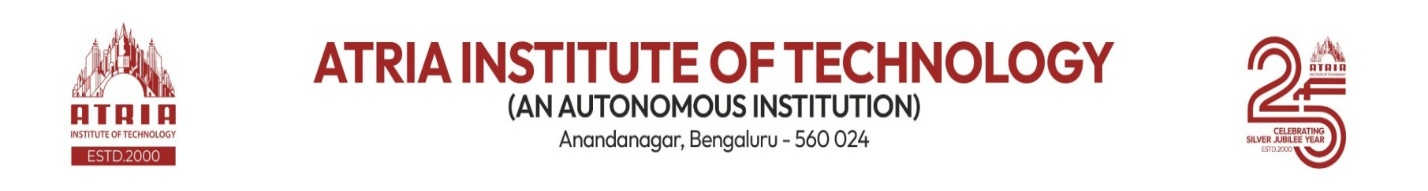 ATRIA
INSTITUTE OF TECHNOLOGY
ESTD.2000
ATRIA INSTITUTE OF TECHNOLOGY
(AN AUTONOMOUS INSTITUTION)
Anandanagar, Bengaluru - 560 024
25
ATRIA
CELEBRATING
SILVER JUBILEE YEAR
ESTD.2000